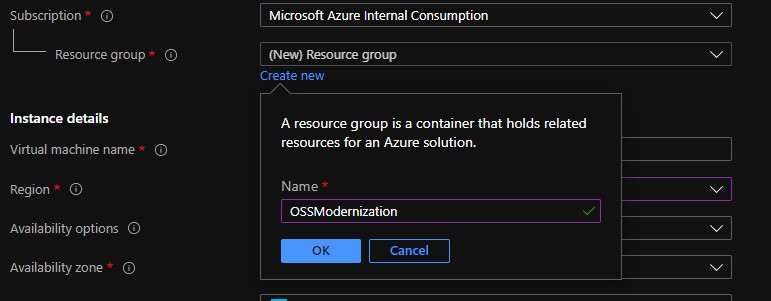 Subscription * Microsoft Azure Internal Consumption
Resource group * (New) Resource group
Create new
A resource group is a container that holds related
resources for an Azure solution.
Name *
OSSModernization
OK Cancel
Instance details
Virtual machine name *
Region *
Availability options
Availability zone *